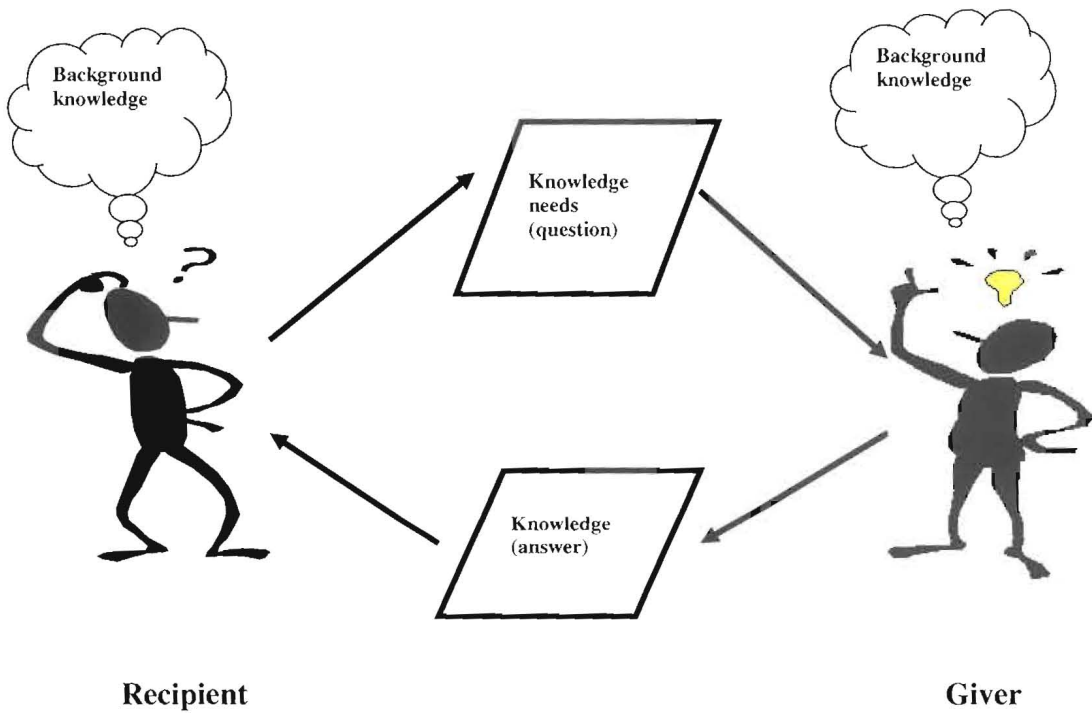 Background
knowledge
Background
knowledge
Knowledge
needs
(question)
?
Knowledge
(answer)
Recipient
Giver